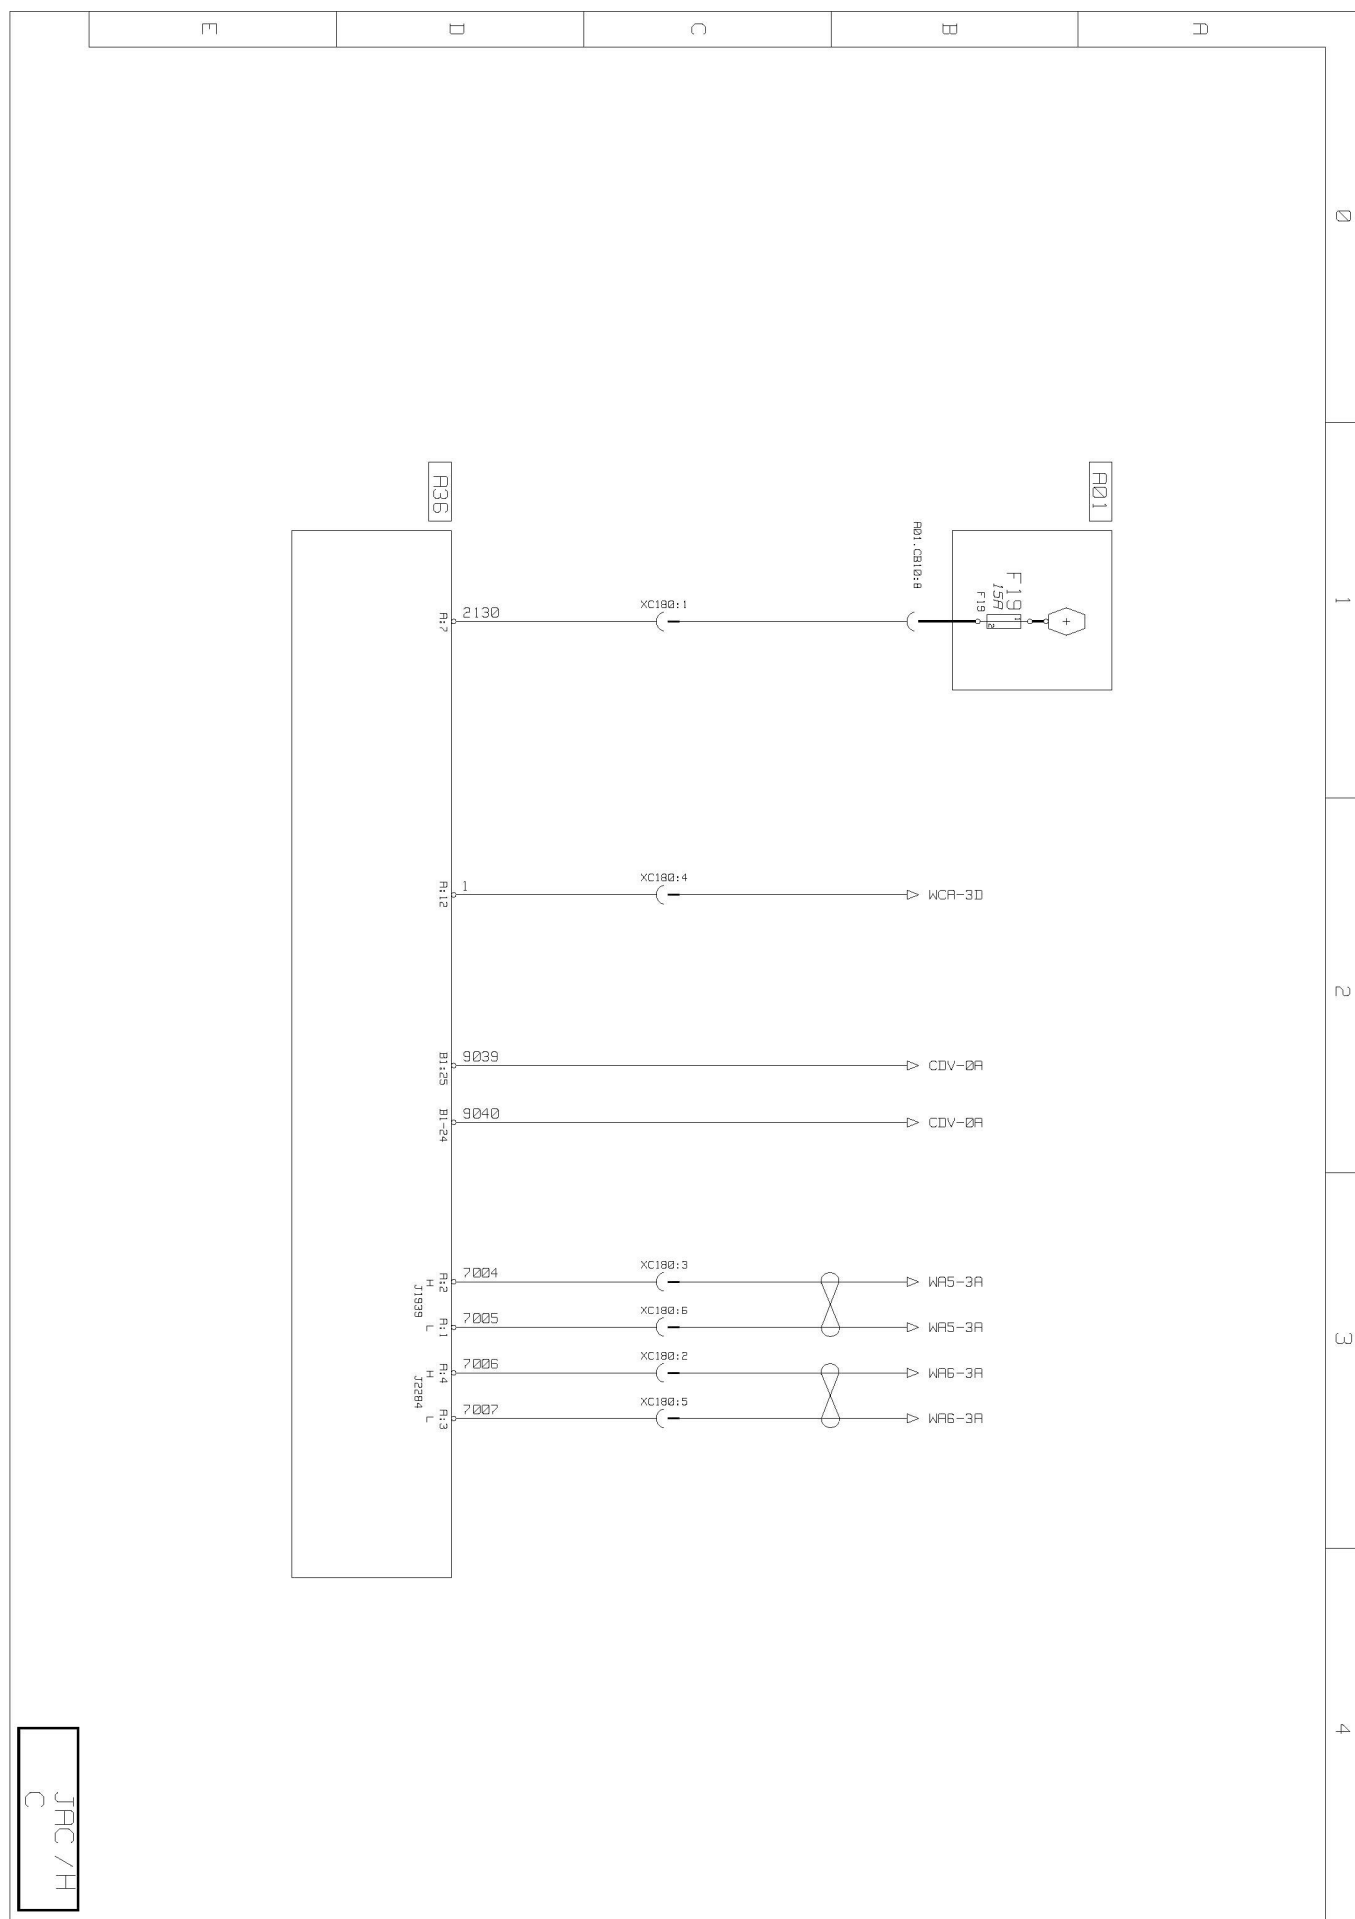 E
D
C
B
A
0
1
2
3
4
A01
F19
15A
F19
1
2
+
A01.CB10:8
A36
A:7
2130
XC180:1
A:12
1
XC180:4
WCA-3D
B1:25
9039
CDV-0A
B1-24
9040
CDV-0A
A:2
7004
XC180:3
WA5-3A
H
J1939
L
A:1
7005
XC180:6
WA5-3A
A:4
7006
XC180:2
WA6-3A
H
J2284
L
A:3
7007
XC180:5
WA6-3A
JAC/H
C